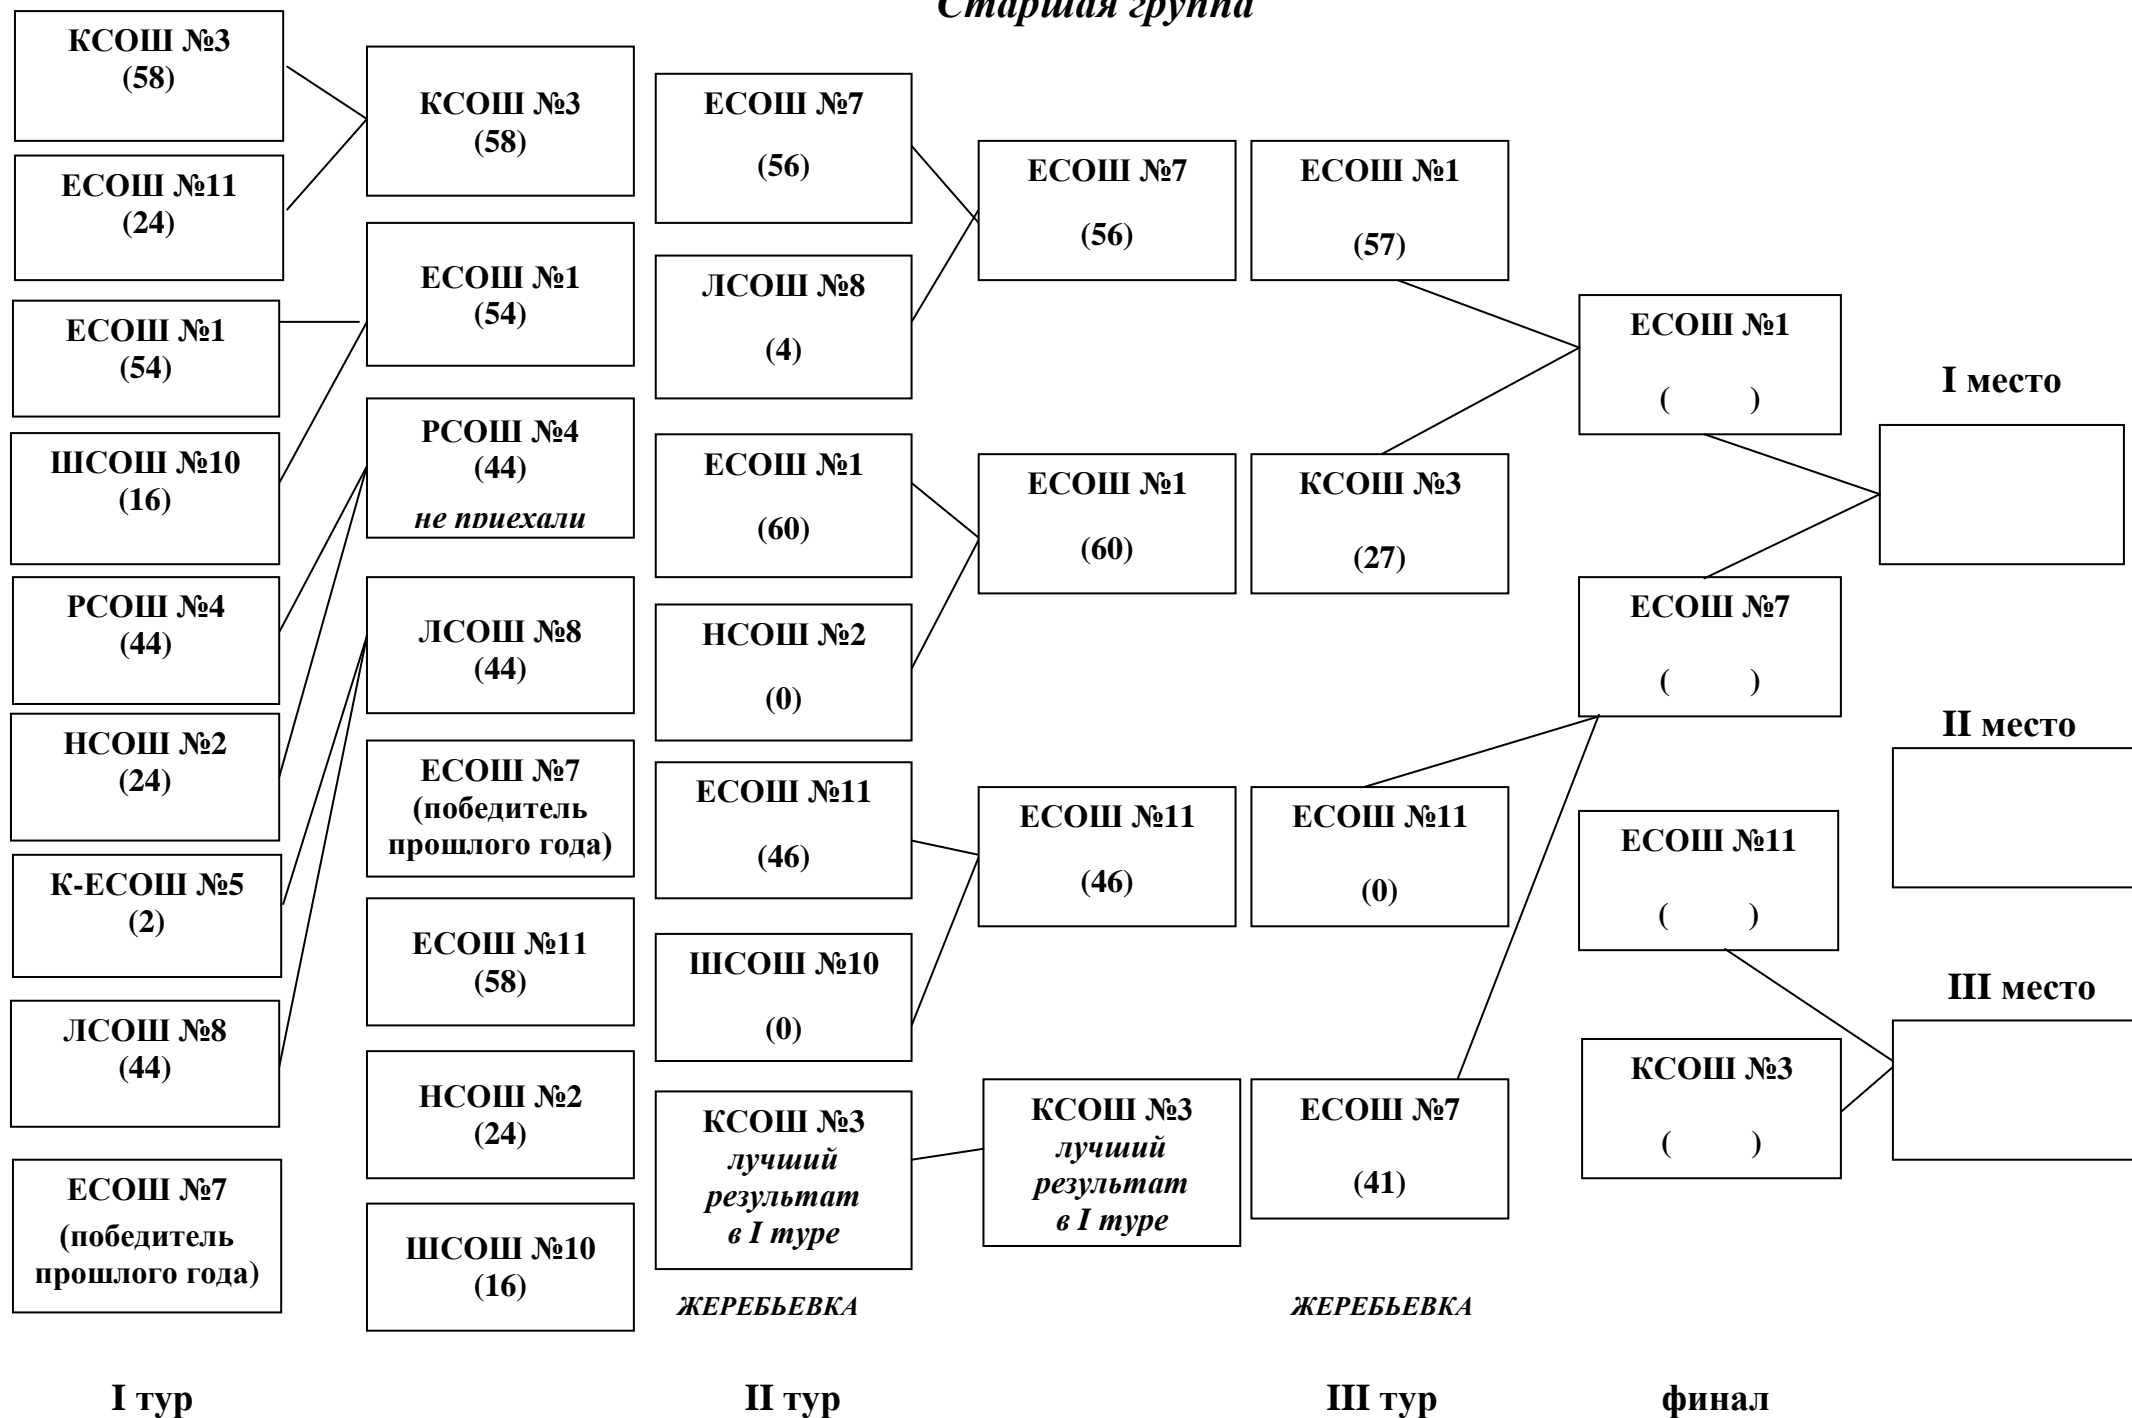 Старшая группа
КСОШ №3
(58)
ЕСОШ №11
(24)
ЕСОШ №1
(54)
ШСОШ №10
(16)
РСОШ №4
(44)
НСОШ №2
(24)
К-ЕСОШ №5
(2)
ЛСОШ №8
(44)
ЕСОШ №7
(победитель
прошлого года)
КСОШ №3
(58)
ЕСОШ №1
(54)
РСОШ №4
(44)
не приехали
ЛСОШ №8
(44)
ЕСОШ №7
(победитель
прошлого года)
ЕСОШ №11
(58)
НСОШ №2
(24)
ШСОШ №10
(16)
ЕСОШ №7
(56)
ЛСОШ №8
(4)
ЕСОШ №1
(60)
НСОШ №2
(0)
ЕСОШ №11
(46)
ШСОШ №10
(0)
КСОШ №3
лучший
результат
в I туре
ЖЕРЕБЬЕВКА
ЕСОШ №7
(56)
ЕСОШ №1
(60)
ЕСОШ №11
(46)
КСОШ №3
лучший
результат
в I туре
ЕСОШ №1
(57)
КСОШ №3
(27)
ЕСОШ №11
(0)
ЕСОШ №7
(41)
ЖЕРЕБЬЕВКА
ЕСОШ №1
( )
ЕСОШ №7
( )
ЕСОШ №11
( )
КСОШ №3
( )
I место
II место
III место
I тур
II тур
III тур
финал